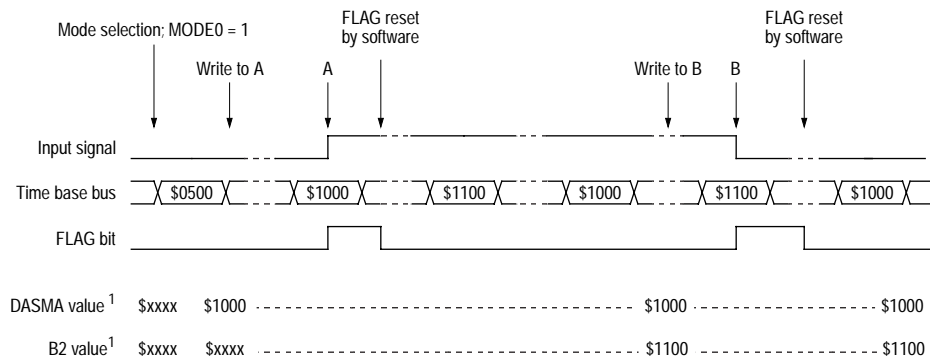 FLAG reset
by software
FLAG reset
by software
Mode selection; MODE0 = 1
Write to A A Write to B B
Input signal
Time base bus $0500 $1000 $1100 $1000 $1100 $1000
FLAG bit
DASMA value 1 $xxxx $1000 $1000 $1000
B2 value1 $xxxx $xxxx $1100 $1100